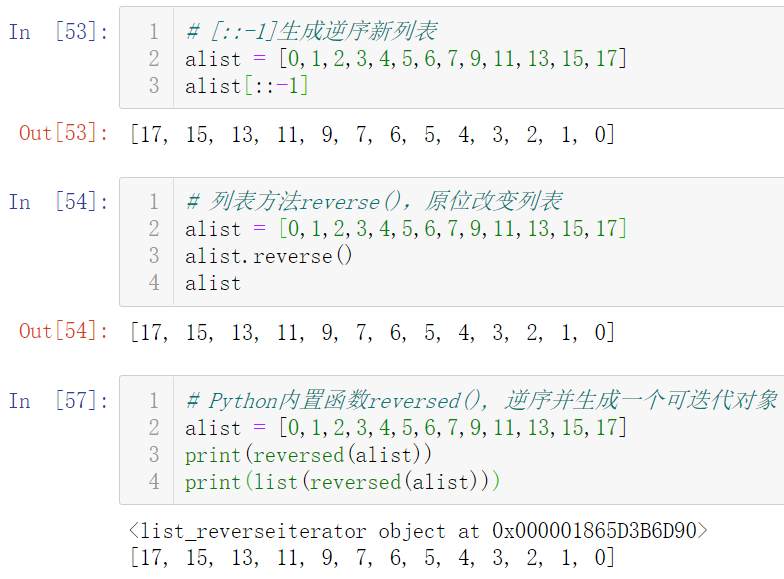 In [53]:
1 # [::-1]生成逆序新列表
2 alist = [0,1,2,3,4,5,6,7,9,11,13,15,17]
3 alist[::-1]
Out[53]: [17, 15, 13, 11, 9, 7, 6, 5, 4, 3, 2, 1, 0]
In [54]:
1 # 列表方法reverse()，原位改变列表
2 alist = [0,1,2,3,4,5,6,7,9,11,13,15,17]
3 alist.reverse()
4 alist
Out[54]: [17, 15, 13, 11, 9, 7, 6, 5, 4, 3, 2, 1, 0]
In [57]:
1 # Python内置函数reversed(), 逆序并生成一个可迭代对象
2 alist = [0,1,2,3,4,5,6,7,9,11,13,15,17]
3 print(reversed(alist))
4 print(list(reversed(alist)))
<list_reverseiterator object at 0x000001865D3B6D90>
[17, 15, 13, 11, 9, 7, 6, 5, 4, 3, 2, 1, 0]